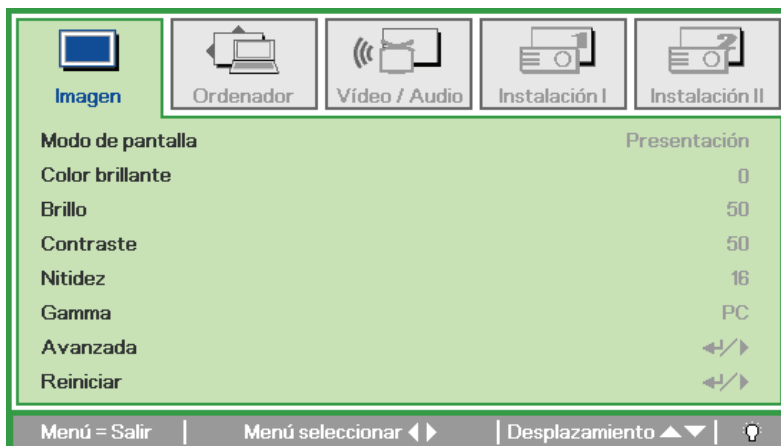 Imagen Ordenador Vídeo / Audio Instalación I Instalación II
Modo de pantalla Presentación
Color brillante 0
Brillo 50
Contraste 50
Nitidez 16
Gamma PC
Avanzada
Reiniciar
Menú = Salir Menú seleccionar Desplazamiento